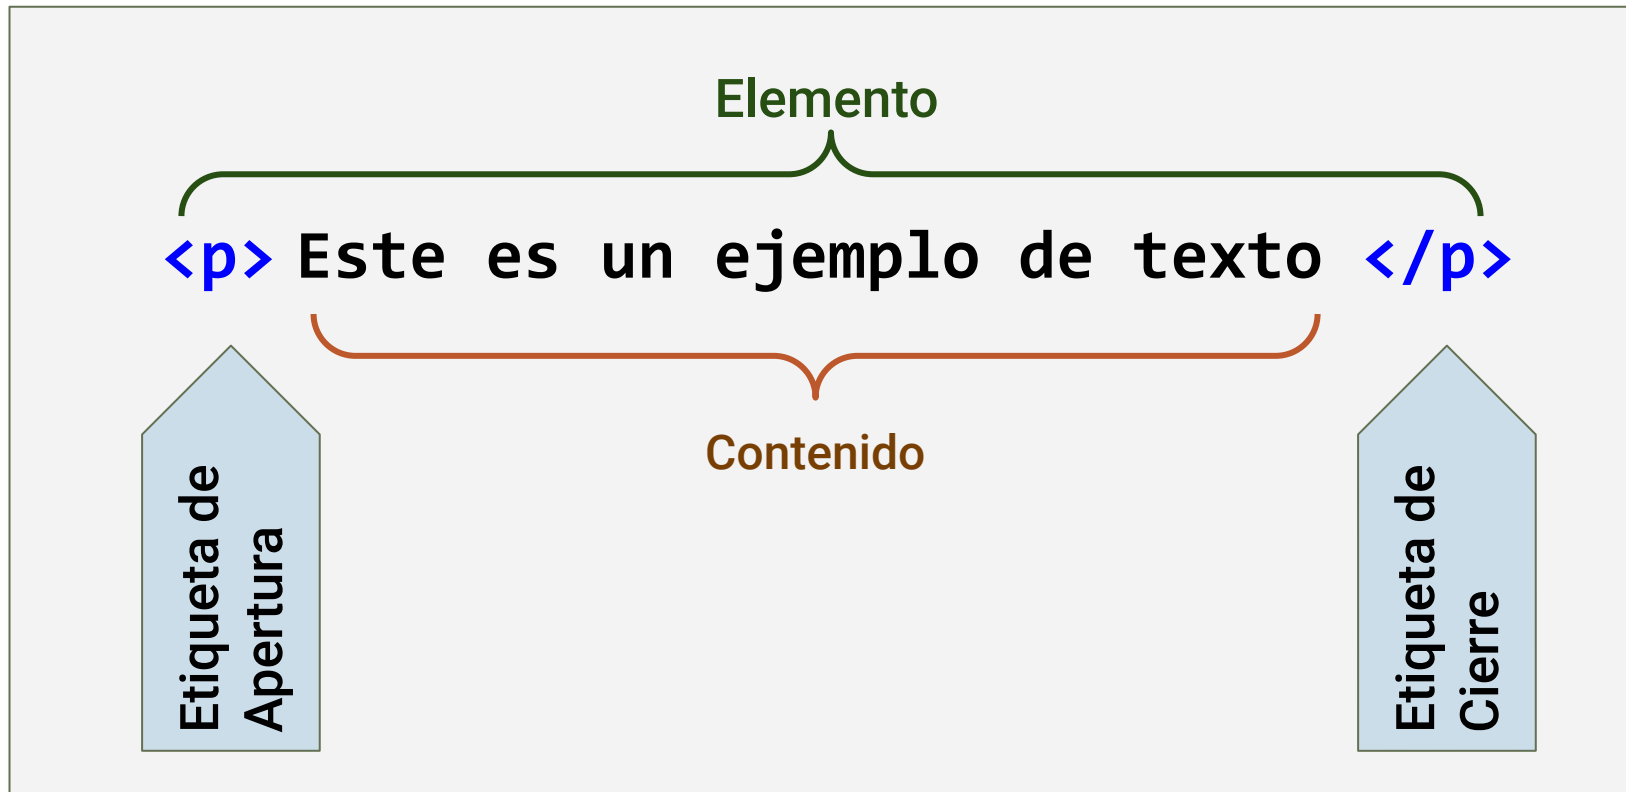 Elemento
<p> Este es un ejemplo de texto </p>
Contenido
Etiqueta de
Apertura
Etiqueta de
Cierre